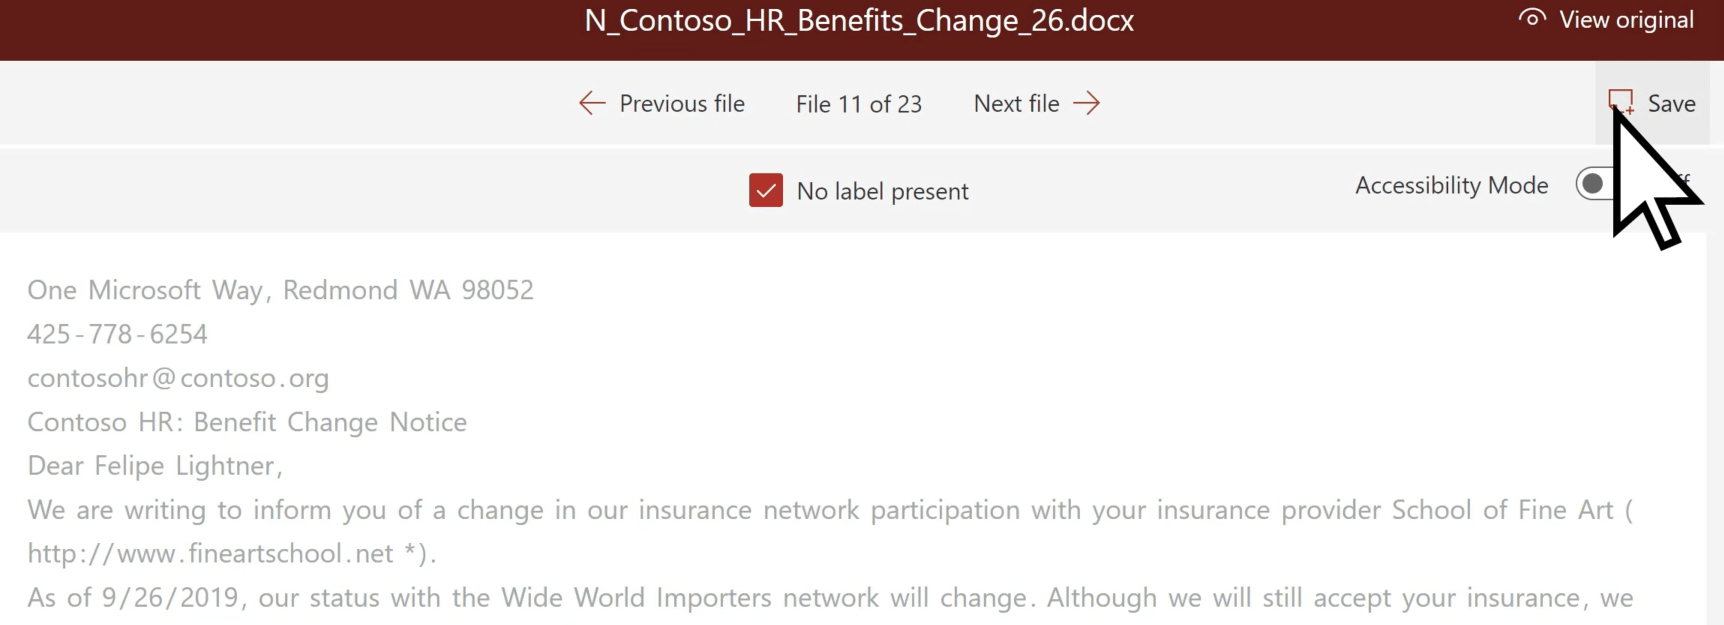 N_Contoso_HR_Benefits_Change_26.docx
View original
Previous file
File 11 of 23
Next file
Save
No label present
Accessibility Mode
One Microsoft Way, Redmond WA 98052
425-778-6254
contosohr@contoso.org
Contoso HR: Benefit Change Notice
Dear Felipe Lightner,
We are writing to inform you of a change in our insurance network participation with your insurance provider School of Fine Art (
http://www.fineartschool.net *).
As of 9/26/2019, our status with the Wide World Importers network will change. Although we will still accept your insurance, we